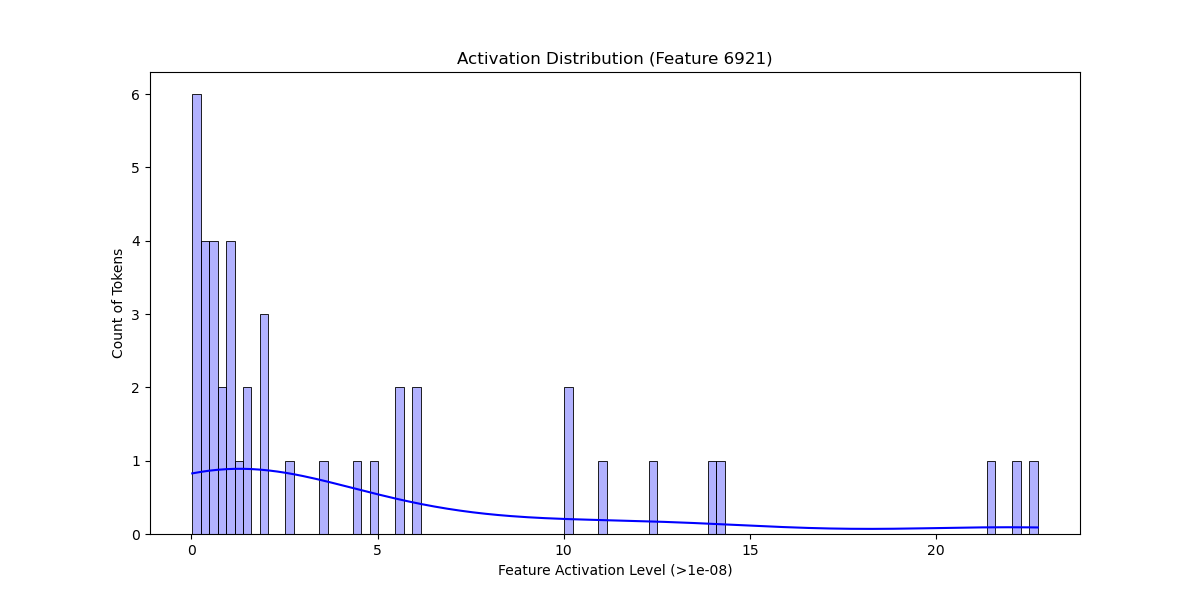 Activation Distribution (Feature 6921)
6
5
4
3
2
1
0
Count of Tokens
0 5 10 15 20
Feature Activation Level (>1e-08)